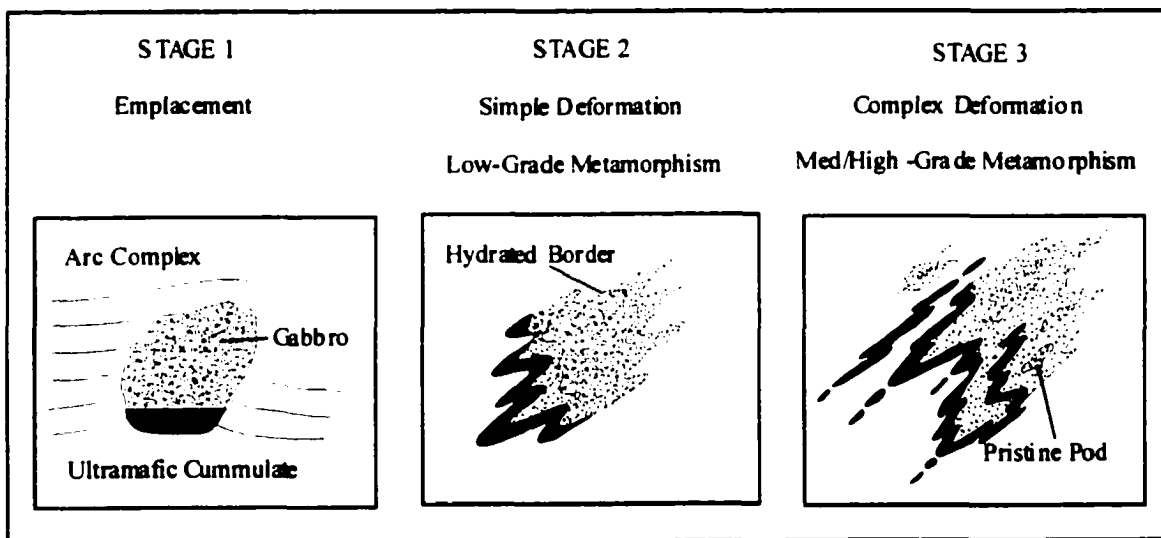 STAGE 1
Emplacement
Arc Complex
Gabbro
Ultramafic Cummulate
STAGE 2
Simple Deformation
Low-Grade Metamorphism
Hydrated Border
STAGE 3
Complex Deformation
Med/High -Grade Metamorphism
Pristine Pod